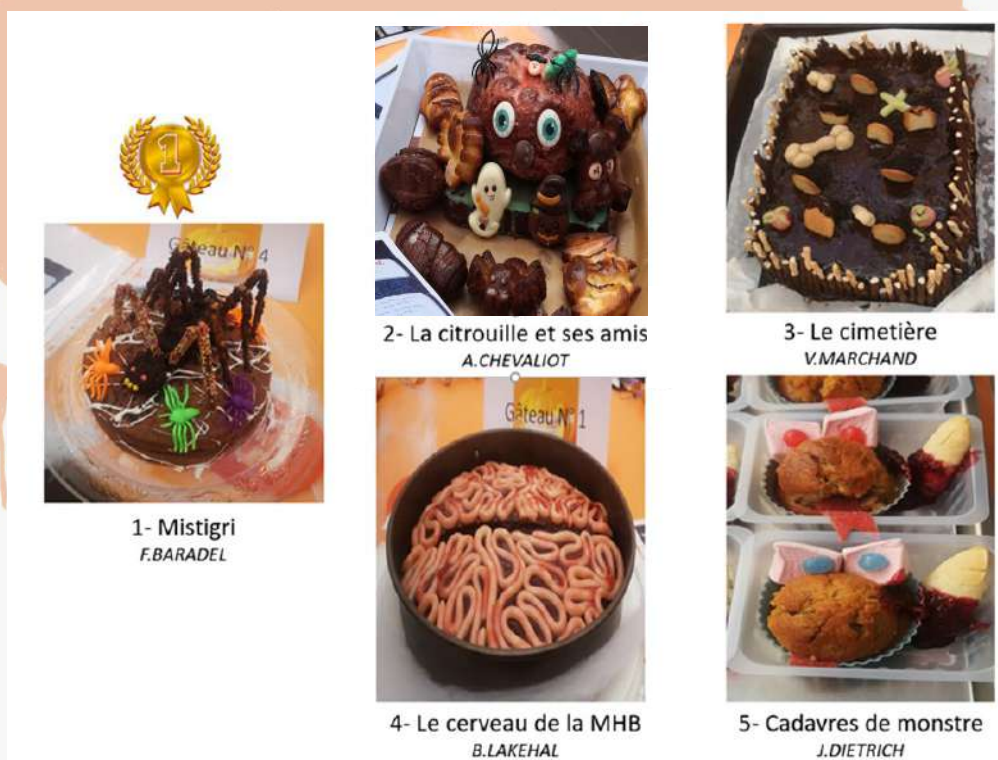 1
Gâteau N° 4
1- Mistigri
F.BARADEL
2- La citrouille et ses amis
A.CHEVALIOT
3- Le cimetière
V.MARCHAND
Gâteau N° 1
4- Le cerveau de la MHB
B.LAKEHAL
5- Cadavres de monstre
J.DIETRICH